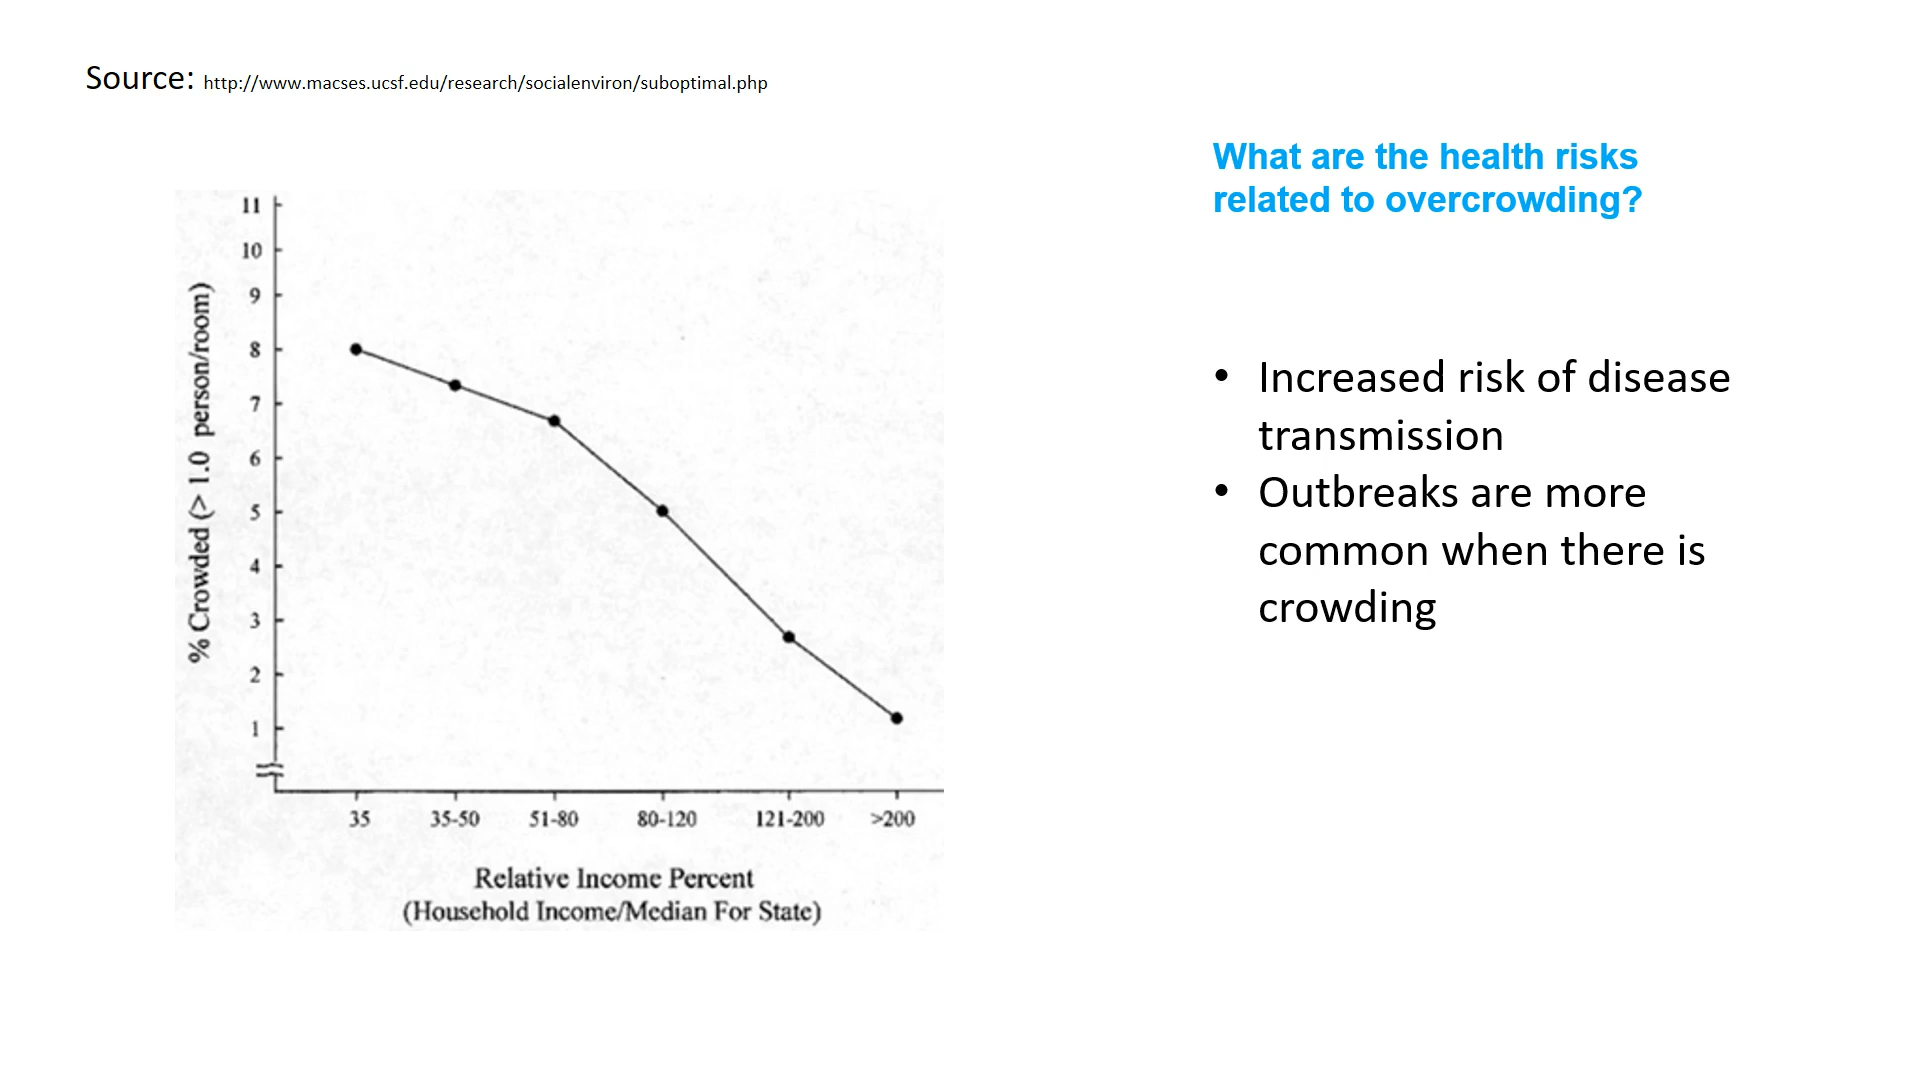 Source: http://www.macses.ucsf.edu/research/socialenviron/suboptimal.php
What are the health risks
related to overcrowding?
11
10
9
8
7
6
5
4
3
2
1
% Crowded (> 1.0 person/room)
35 35-50 51-80 80-120 121-200 >200
Relative Income Percent
(Household Income/Median For State)
• Increased risk of disease
transmission
• Outbreaks are more
common when there is
crowding